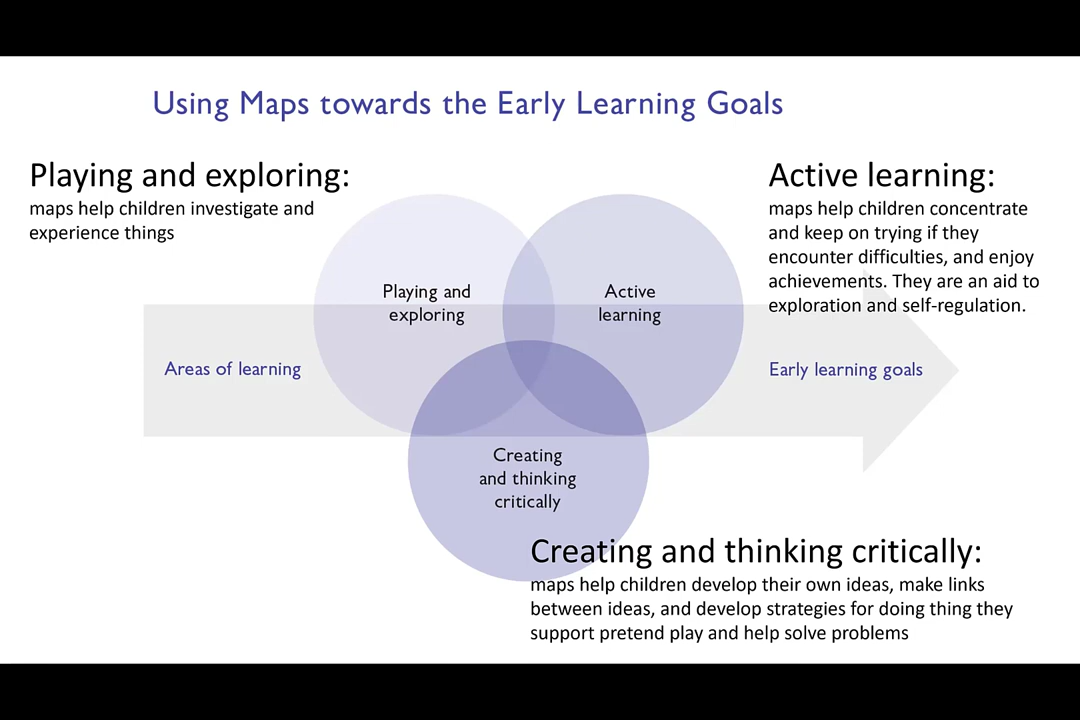 Using Maps towards the Early Learning Goals
Playing and exploring:
maps help children investigate and
experience things
Active learning:
maps help children concentrate
and keep on trying if they
encounter difficulties, and enjoy
achievements. They are an aid to
exploration and self-regulation.
Playing and
exploring
Active
learning
Areas of learning
Early learning goals
Creating
and thinking
critically
Creating and thinking critically:
maps help children develop their own ideas, make links
between ideas, and develop strategies for doing thing they
support pretend play and help solve problems